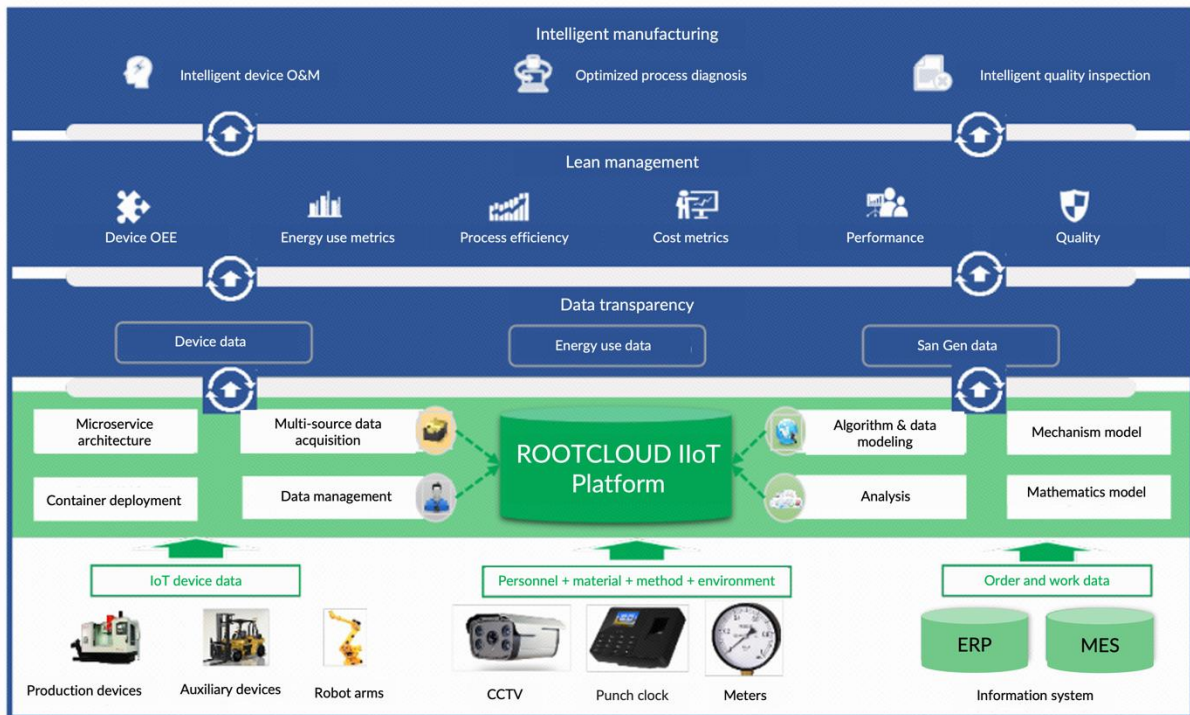 Intelligent manufacturing
Intelligent device O&M
Optimized process diagnosis
Intelligent quality inspection
Lean management
Device OEE
Energy use metrics
Process efficiency
Cost metrics
Performance
Quality
Data transparency
Device data
Energy use data
San Gen data
Microservice
architecture
Multi-source data
acquisition
ROOTCLOUD IIoT
Platform
Algorithm & data
modeling
Mechanism model
Container deployment
Data management
Analysis
Mathematics model
IoT device data
Personnel + material + method + environment
Order and work data
ERP
MES
Production devices
Auxiliary devices
Robot arms
CCTV
Punch clock
Meters
Information system